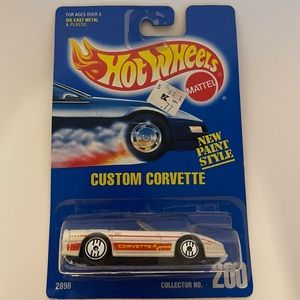 FOR AGES OVER 3
DIE CAST METAL
& PLASTIC
Hot Wheels
MATTEL
.77
NEW
PAINT
STYLE
CUSTOM CORVETTE
CORVETTE
2898
COLLECTOR NO.
200